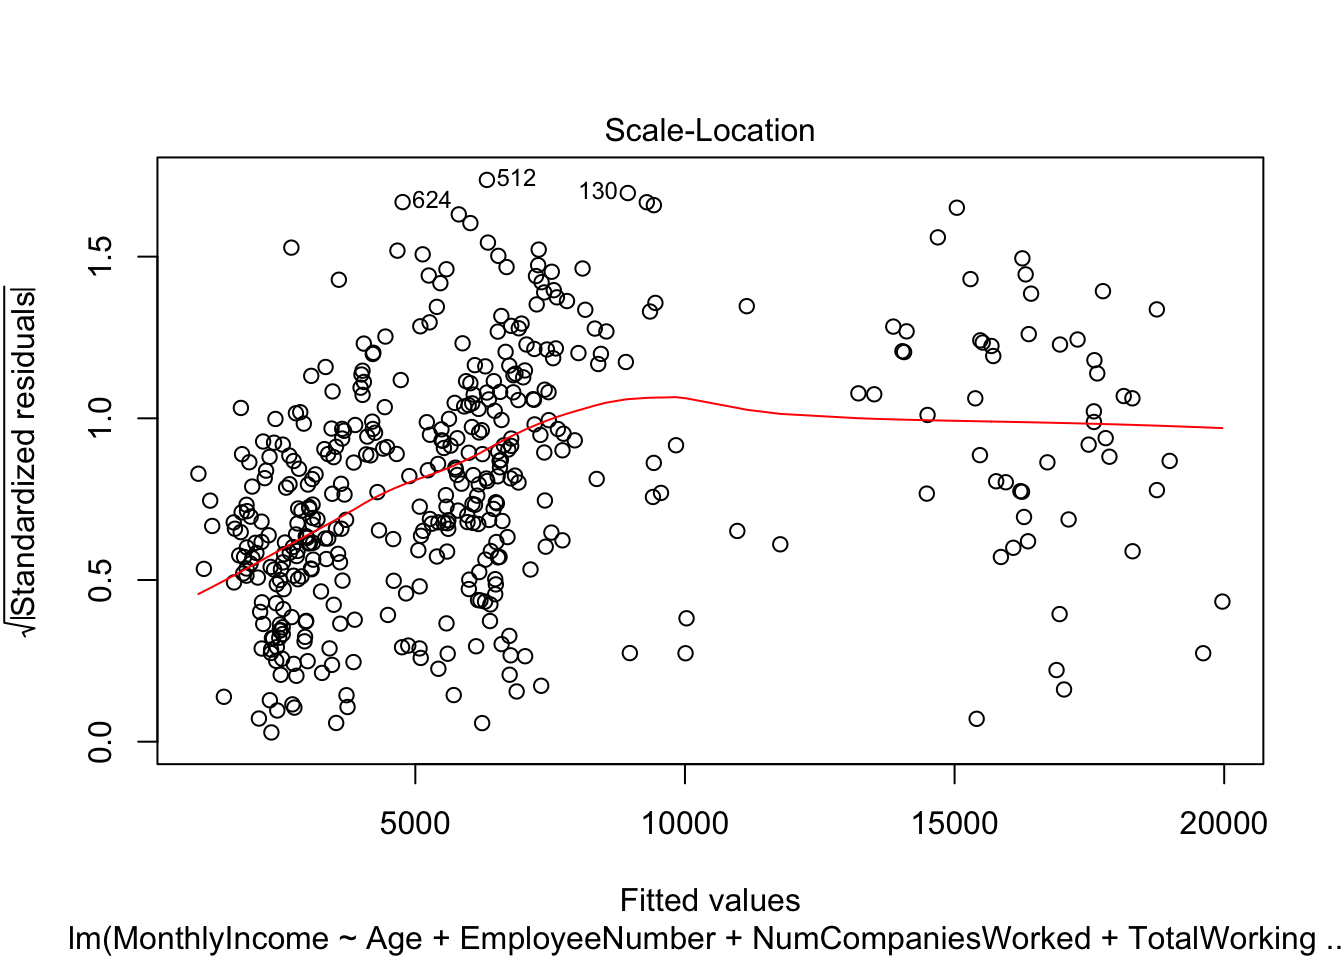 Scale-Location
√|Standardized residuals|
1.5
1.0
0.5
0.0
512
130
624
5000
10000
15000
20000
Fitted values
lm(MonthlyIncome ~ Age + EmployeeNumber + NumCompaniesWorked + TotalWorking ..